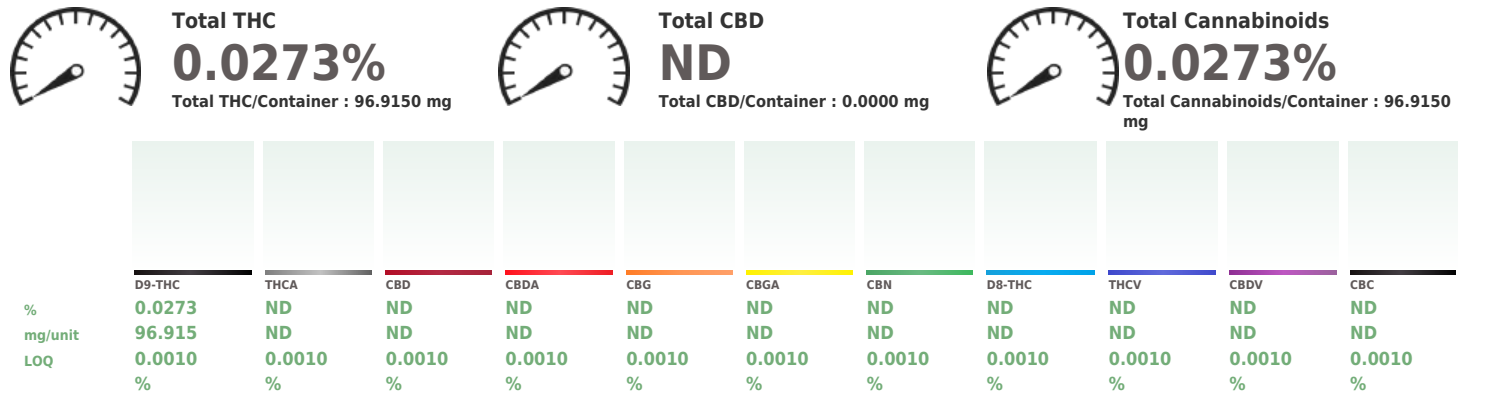 Total THC
0.0273%
Total THC/Container : 96.9150 mg
Total CBD
ND
Total CBD/Container : 0.0000 mg
Total Cannabinoids
0.0273%
Total Cannabinoids/Container : 96.9150
mg
D9-THC THCA CBD CBDA CBG CBGA CBN D8-THC THCV CBDV CBC
% 0.0273 ND ND ND ND ND ND ND ND ND ND
mg/unit 96.915 ND ND ND ND ND ND ND ND ND ND
LOQ 0.0010 0.0010 0.0010 0.0010 0.0010 0.0010 0.0010 0.0010 0.0010 0.0010 0.0010
% % % % % % % % % % %